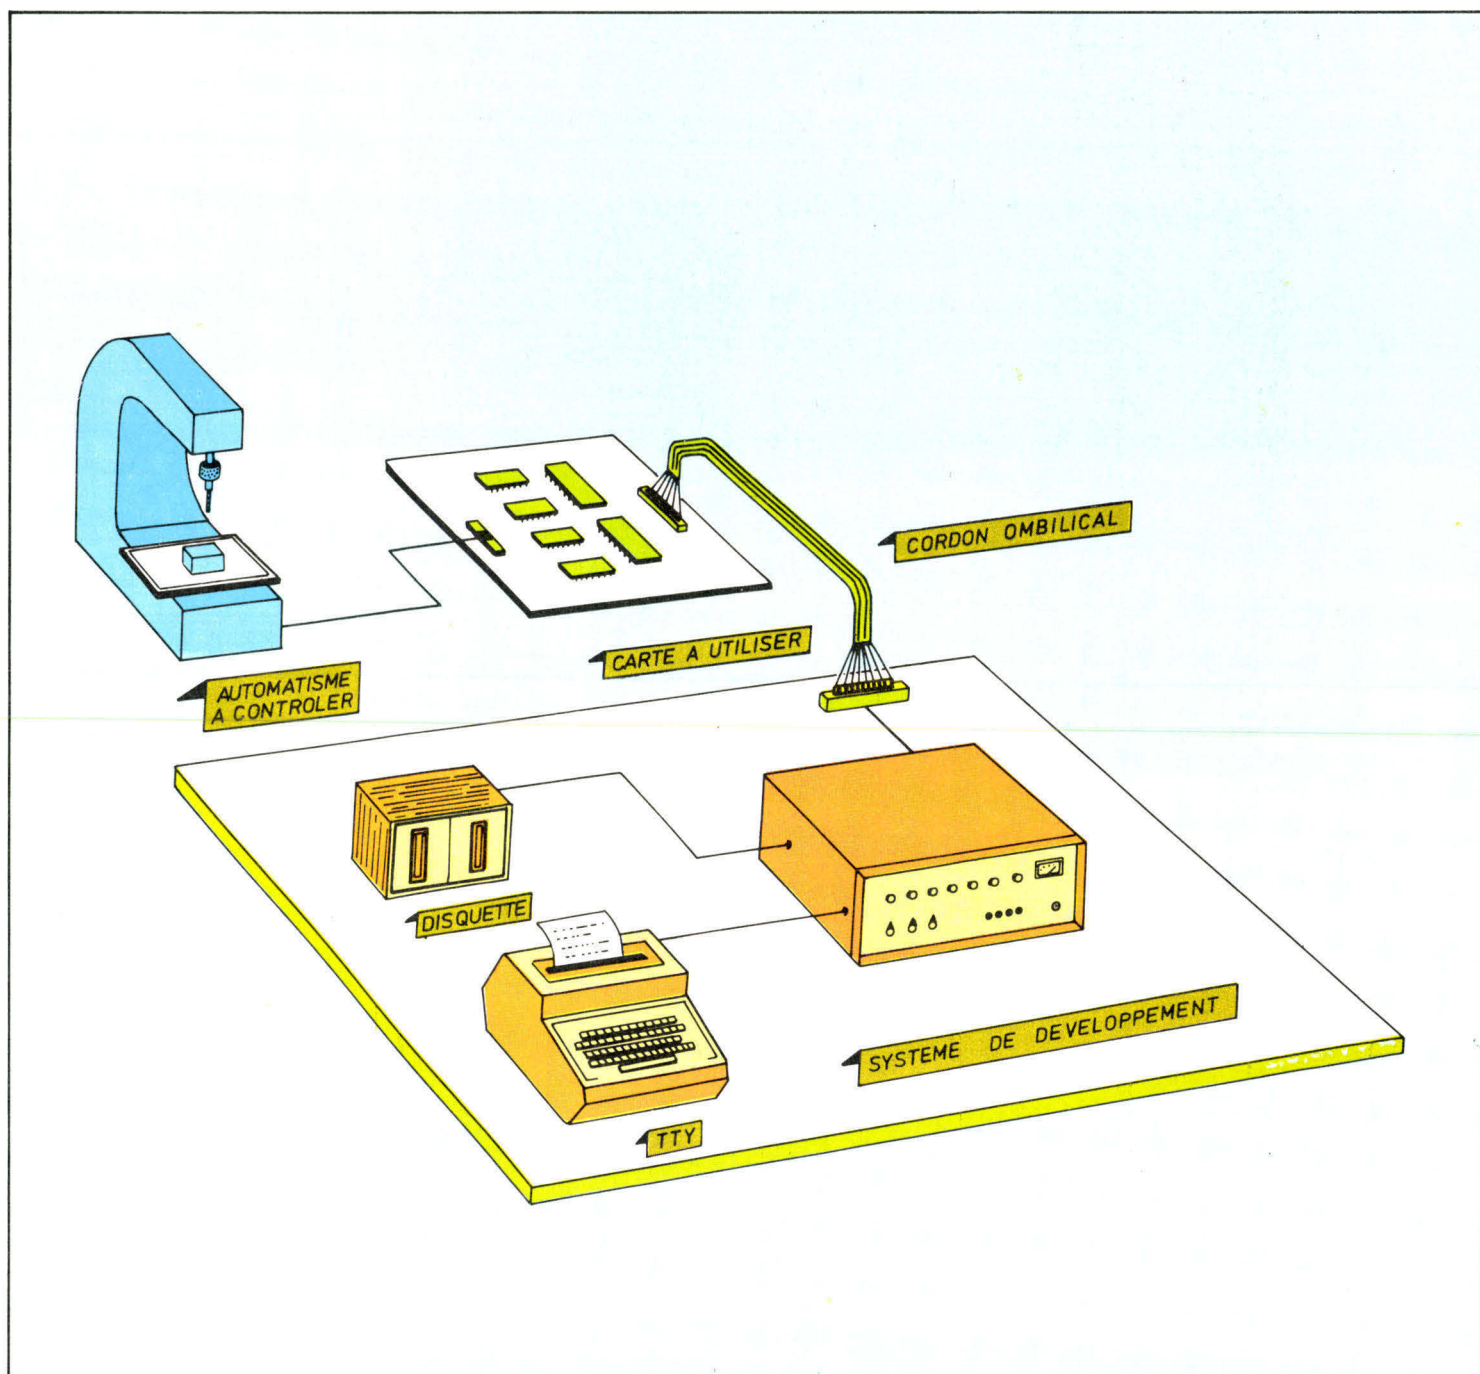 CORDON OMBILICAL
CARTE A UTILISER
AUTOMATISME
A CONTROLER
DISQUETTE
SYSTEME DE DEVELOPPEMENT
TTY